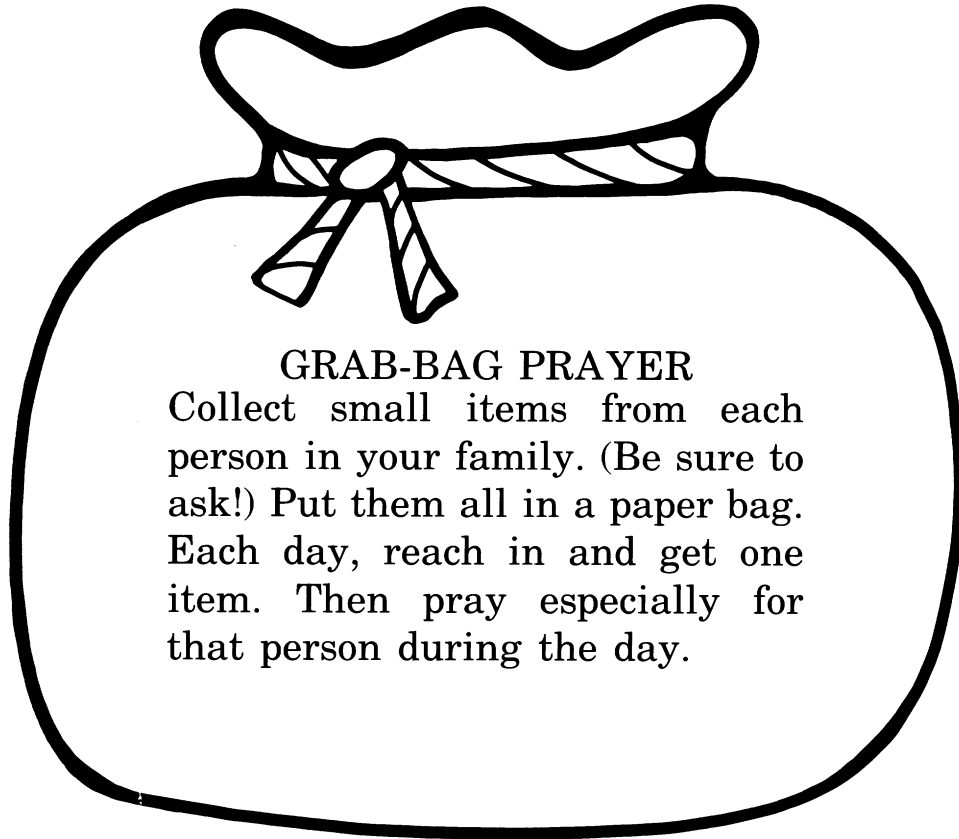 GRAB-BAG PRAYER
Collect small items from each
person in your family. (Be sure to
ask!) Put them all in a paper bag.
Each day, reach in and get one
item. Then pray especially for
that person during the day.